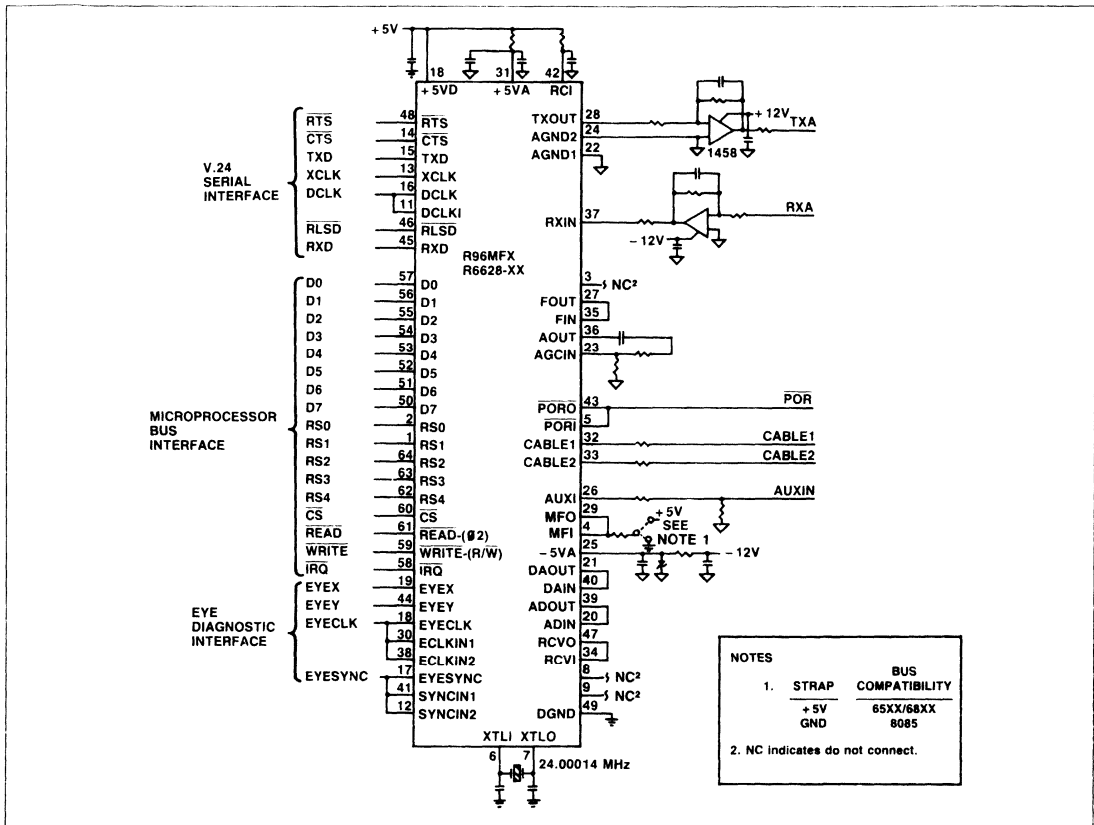 +5V
18 31 42
+5VD +5VA RCI
V.24
SERIAL
INTERFACE
RTS 48 RTS
CTS 14 CTS
TXD 15 TXD
XCLK 13 XCLK
DCLK 16 DCLK
11 DCLKI
RLSD 46 RLSD
RXD 45 RXD
MICROPROCESSOR
BUS
INTERFACE
D0 57 D0
D1 56 D1
D2 55 D2
D3 54 D3
D4 53 D4
D5 52 D5
D6 51 D6
D7 50 D7
RS0 2 RS0
RS1 1 RS1
RS2 64 RS2
RS3 63 RS3
RS4 62 RS4
CS 60 CS
READ 61 READ-(Ø2)
WRITE 59 WRITE-(R/W)
IRQ 58 IRQ
EYE
DIAGNOSTIC
INTERFACE
EYEX 19 EYEX
EYEY 44 EYEY
EYECLK 18 EYECLK
30 ECLKIN1
38 ECLKIN2
EYESYNC 17 EYESYNC
41 SYNCIN1
12 SYNCIN2
R96MFX
R6628-XX
TXOUT 28
AGND2 24
AGND1 22
+12V
TXA
1458
RXIN 37
RXA
-12V
3 NC²
FOUT 27
FIN 35
AOUT 36
AGCIN 23
PORO 43 POR
PORI 5
CABLE1 32 CABLE1
CABLE2 33 CABLE2
AUXI 26 AUXIN
MFO 29
MFI 4
+5V
SEE
NOTE 1
-5VA 25 -12V
DAOUT 21
DAIN 40
ADOUT 39
ADIN 20
RCVO 47
RCVI 34
8 NC²
9 NC²
DGND 49
XTLI XTLO
6 7 24.00014 MHz
NOTES
BUS
1. STRAP COMPATIBILITY
+5V 65XX/68XX
GND 8085
2. NC indicates do not connect.